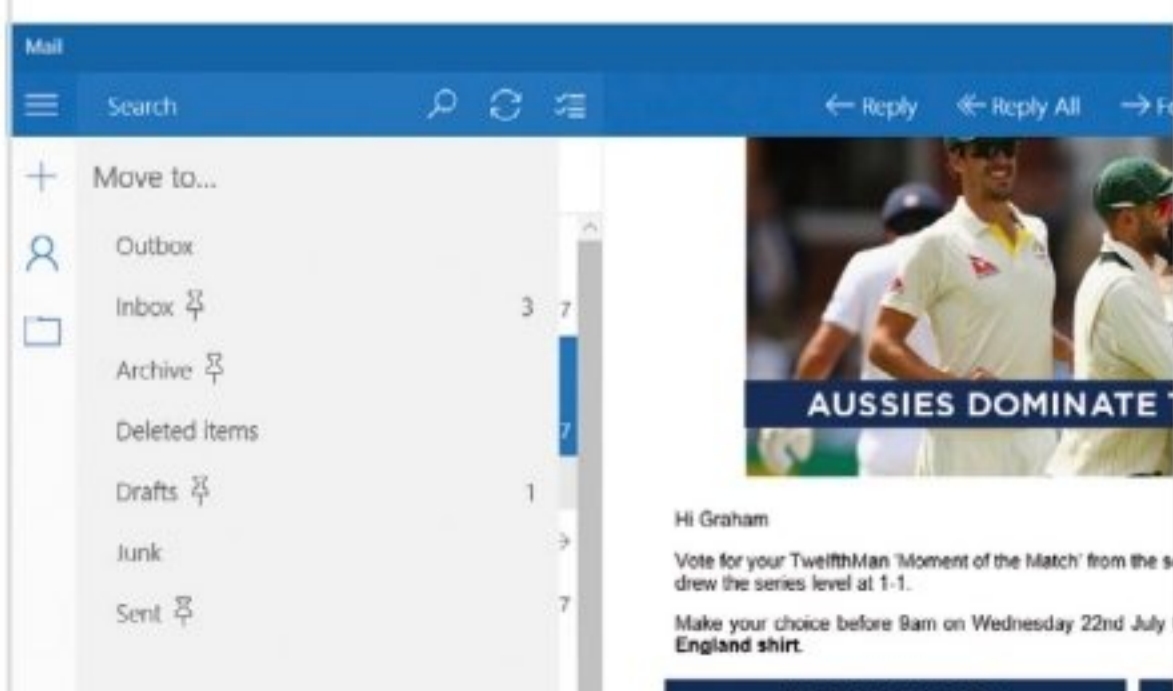 Mail
Search
Reply
Reply All
Move to...
Outbox
Inbox 3
7
Archive
Deleted items
7
Drafts 1
Junk
Sent
7
AUSSIES DOMINATE
Hi Graham
Vote for your TwelfthMan 'Moment of the Match' from the
drew the series level at 1-1.
Make your choice before 9am on Wednesday 22nd July
England shirt.